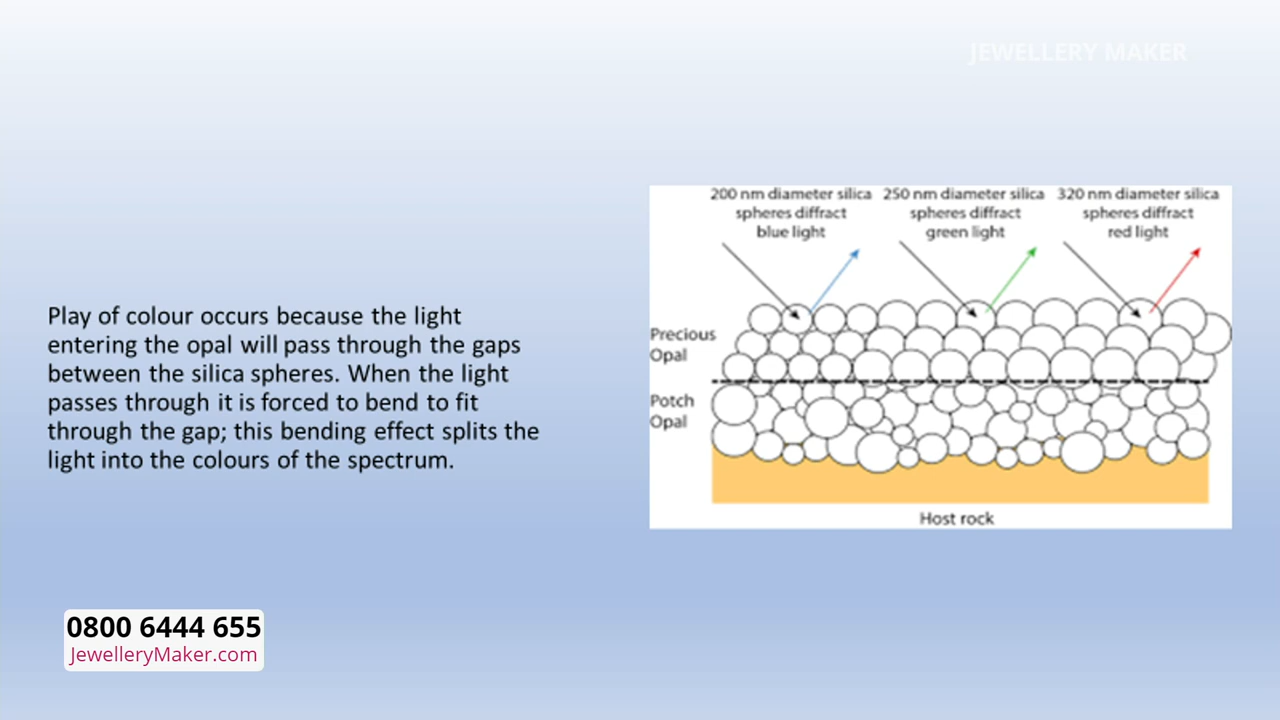 JEWELLERY MAKER
200 nm diameter silica
spheres diffract
blue light
250 nm diameter silica
spheres diffract
green light
320 nm diameter silica
spheres diffract
red light
Precious
Opal
Potch
Opal
Host rock
Play of colour occurs because the light
entering the opal will pass through the gaps
between the silica spheres. When the light
passes through it is forced to bend to fit
through the gap; this bending effect splits the
light into the colours of the spectrum.
0800 6444 655
JewelleryMaker.com